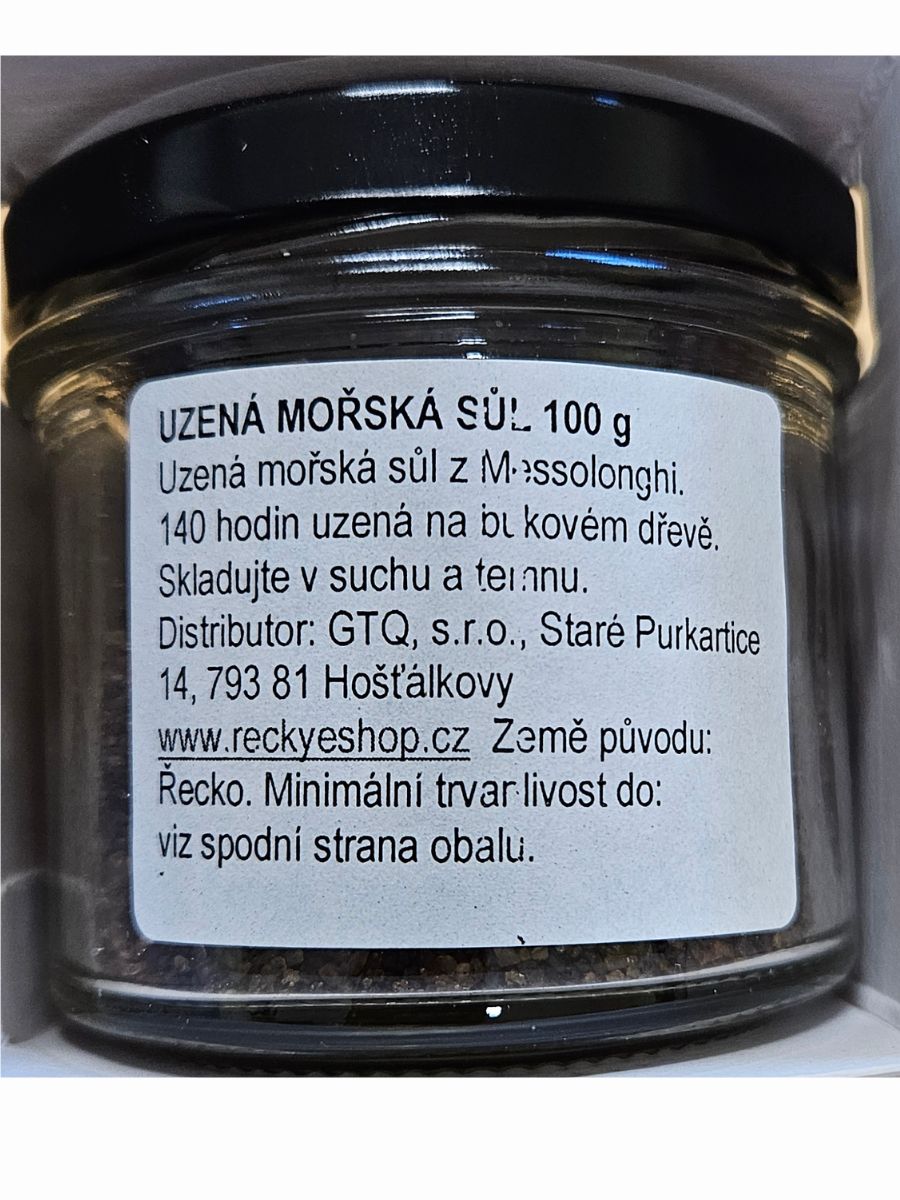 UZENÁ MOŘSKÁ SŮL 100 g
Uzená mořská sůl z Messolonghi.
140 hodin uzená na bukovém dřevě.
Skladujte v suchu a temnu.
Distributor: GTQ, s.r.o., Staré Purkartice
14, 793 81 Hošťálkovy
www.reckyeshop.cz Země původu:
Řecko. Minimální trvanlivost do:
viz spodní strana obalu.